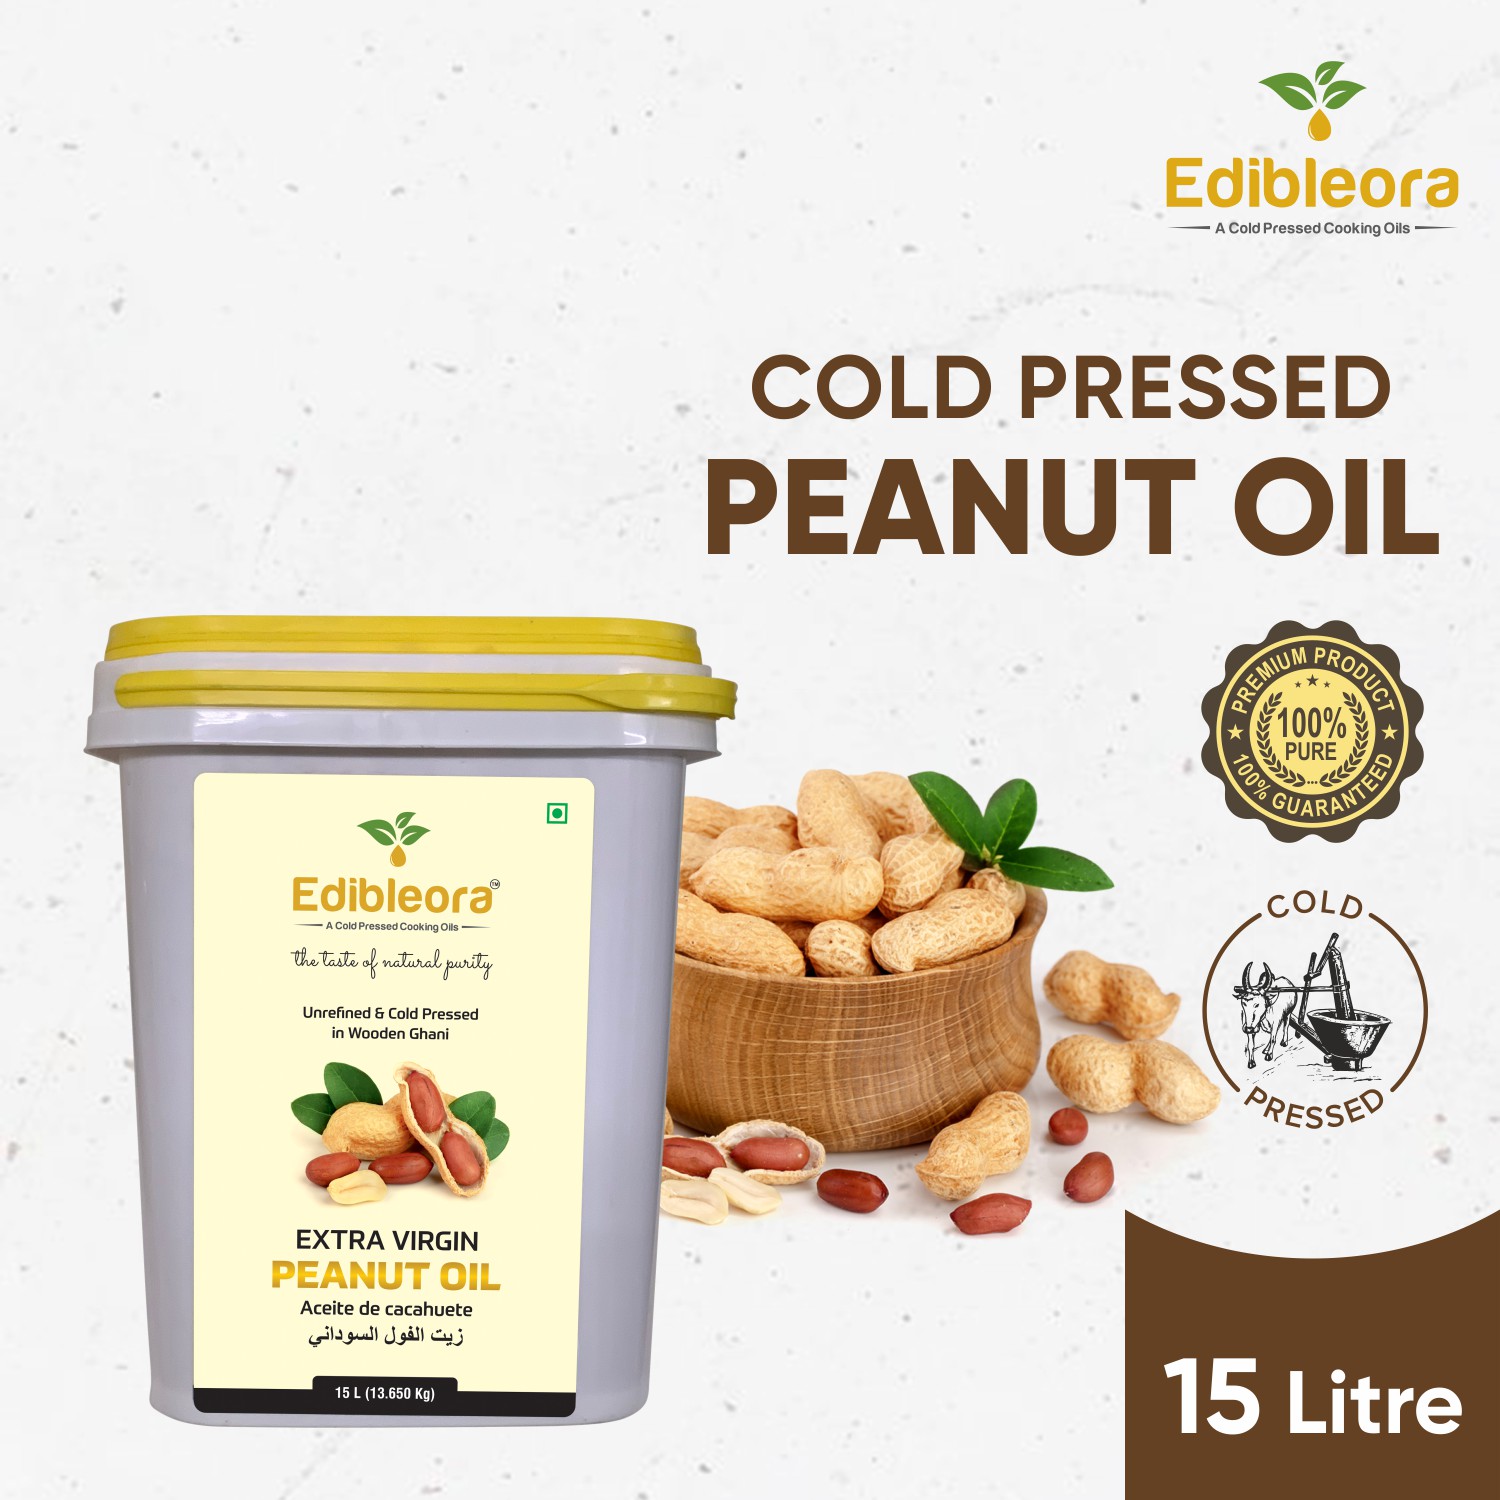 Edibleora
A Cold Pressed Cooking Oils
COLD PRESSED
PEANUT OIL
PREMIUM PRODUCT
100%
PURE
100% GUARANTEED
COLD
PRESSED
15 Litre
Edibleora™
A Cold Pressed Cooking Oils
the taste of natural purity
Unrefined & Cold Pressed
in Wooden Ghani
EXTRA VIRGIN
PEANUT OIL
Aceite de cacahuete
زيت الفول السوداني
15 L (13.650 Kg)